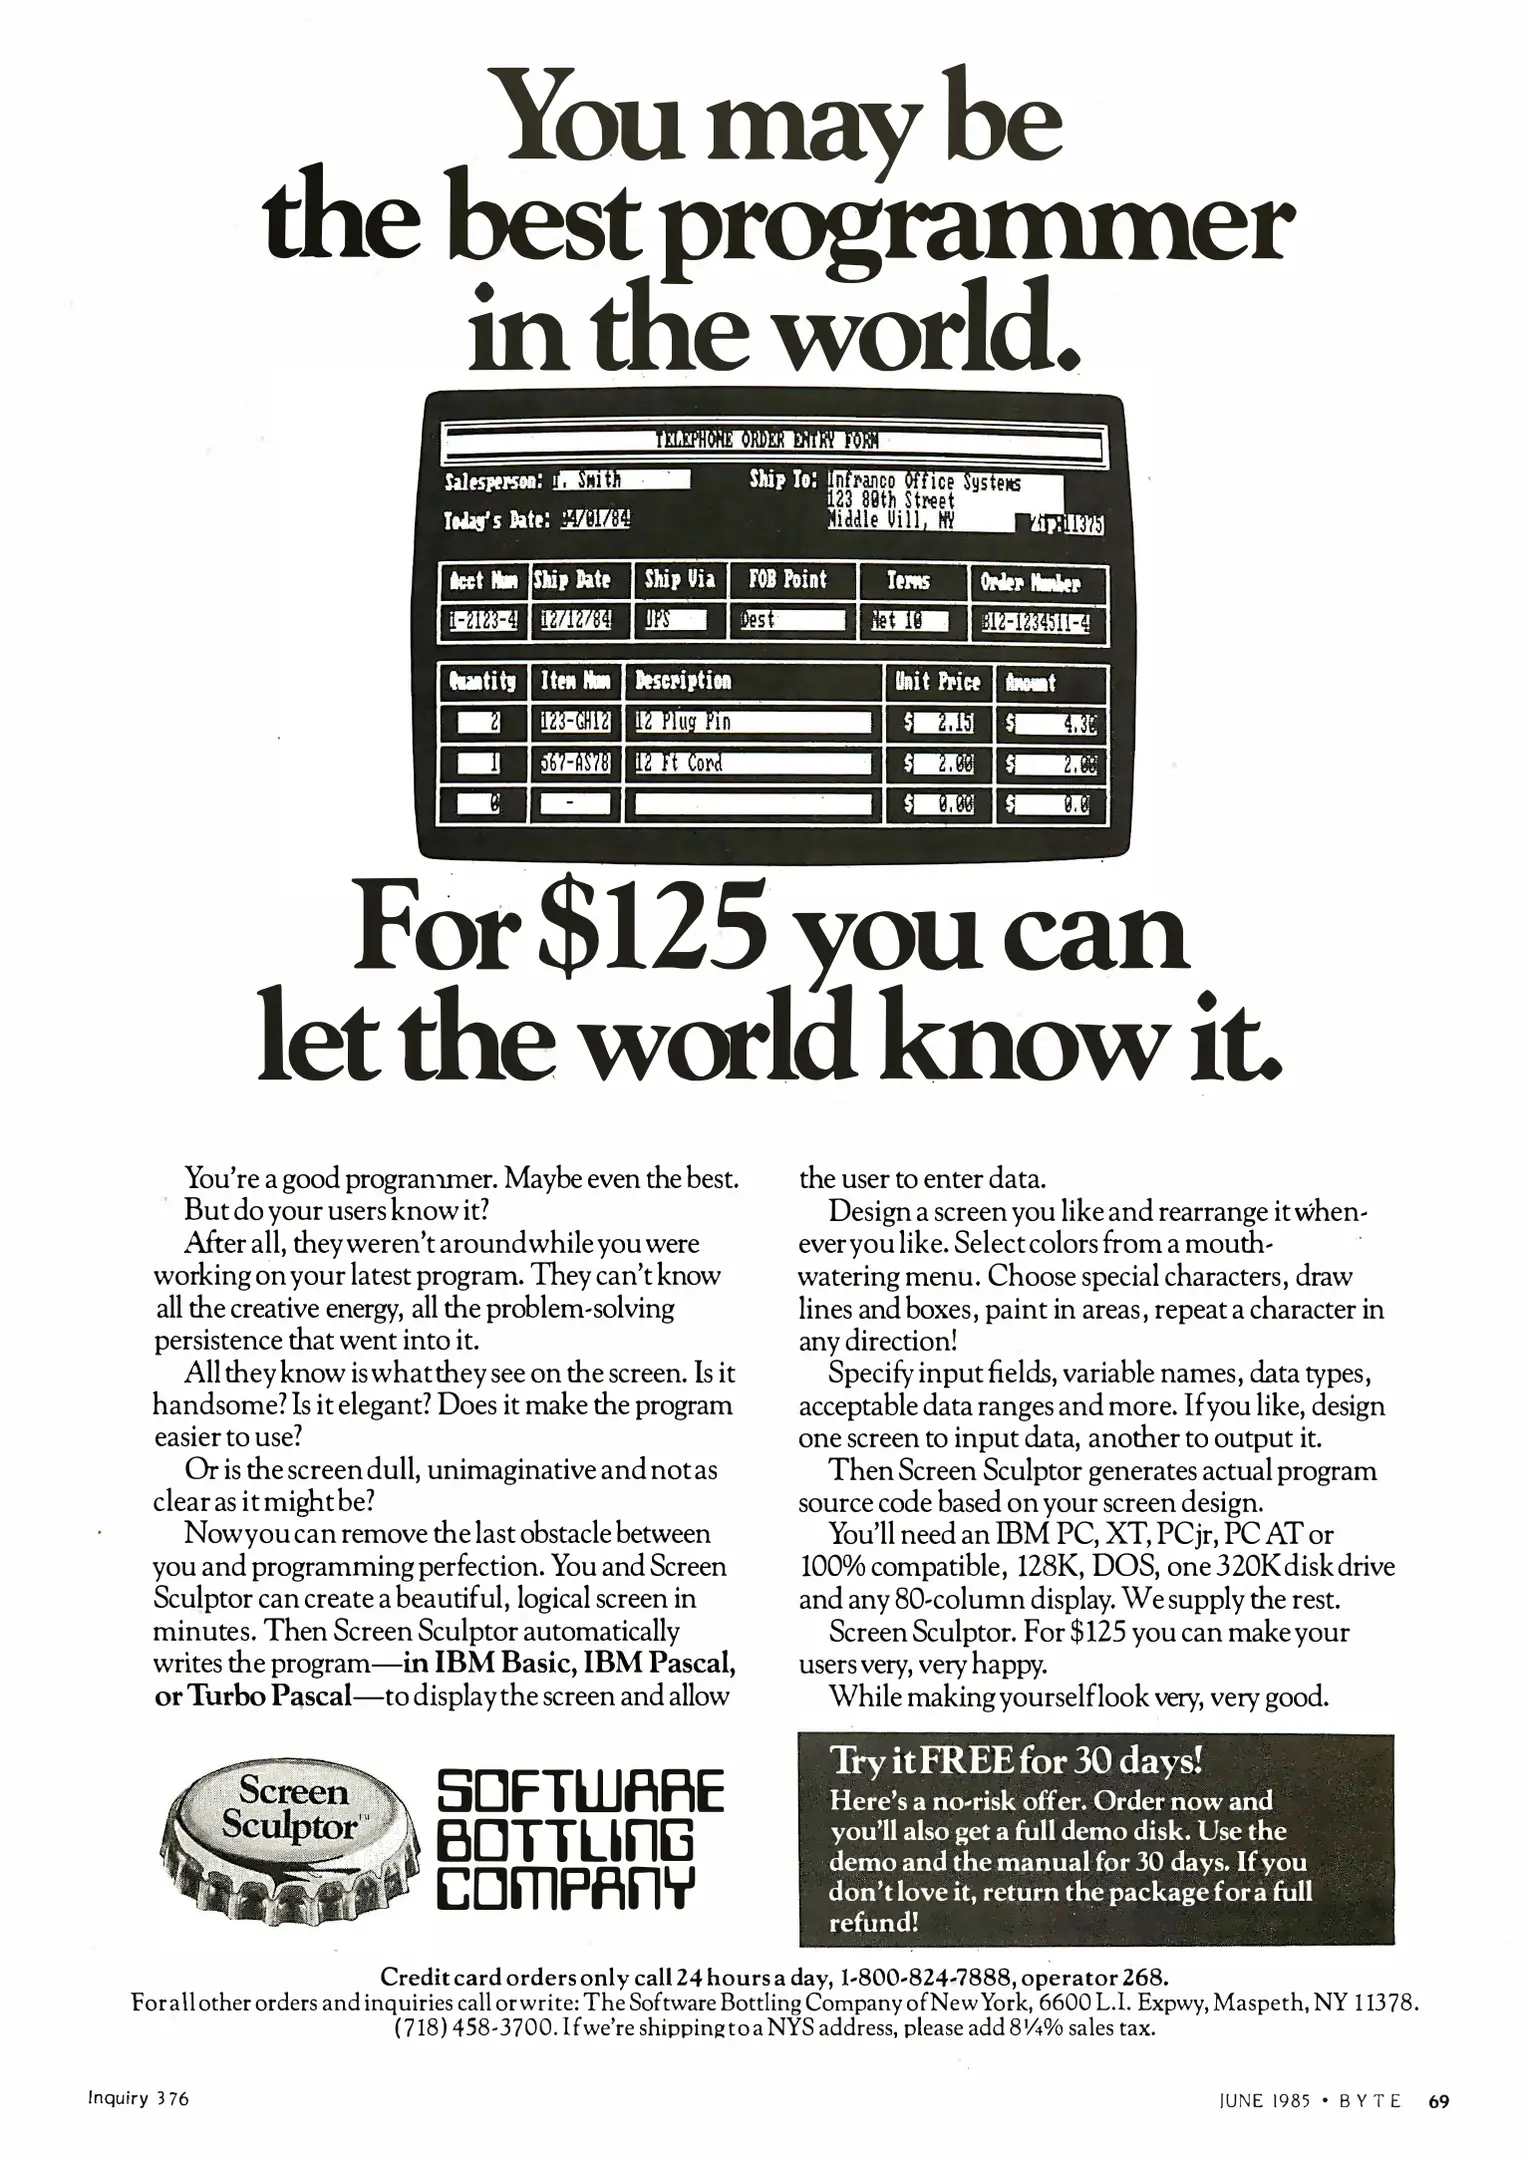 You may be
the best programmer
in the world.
TELEPHONE ORDER ENTRY FORM
Salesperson: T. Smith
Ship To: Infranco Office Systems
123 80th Street
Today's Date: 04/01/84
Middle Vill, NY Zip 11375
Acct Num Ship Date Ship Via FOB Point Terms Order Number
1-2123-4 12/12/84 UPS Dest Net 10 B12-1234511-4
Quantity Item Num Description Unit Price Amount
2 123-GH12 12 Plug Pin $ 2.15 $ 4.30
1 567-AS78 12 Ft Cord $ 2.00 $ 2.00
0 - $ 0.00 $ 0.0
For $125 you can
let the world know it.
You're a good programmer. Maybe even the best.
But do your users know it?
After all, they weren't around while you were
working on your latest program. They can't know
all the creative energy, all the problem-solving
persistence that went into it.
All they know is what they see on the screen. Is it
handsome? Is it elegant? Does it make the program
easier to use?
Or is the screen dull, unimaginative and not as
clear as it might be?
Now you can remove the last obstacle between
you and programming perfection. You and Screen
Sculptor can create a beautiful, logical screen in
minutes. Then Screen Sculptor automatically
writes the program—in IBM Basic, IBM Pascal,
or Turbo Pascal—to display the screen and allow
the user to enter data.
Design a screen you like and rearrange it when-
ever you like. Select colors from a mouth-
watering menu. Choose special characters, draw
lines and boxes, paint in areas, repeat a character in
any direction!
Specify input fields, variable names, data types,
acceptable data ranges and more. If you like, design
one screen to input data, another to output it.
Then Screen Sculptor generates actual program
source code based on your screen design.
You'll need an IBM PC, XT, PCjr, PC AT or
100% compatible, 128K, DOS, one 320K disk drive
and any 80-column display. We supply the rest.
Screen Sculptor. For $125 you can make your
users very, very happy.
While making yourself look very, very good.
Screen
Sculptor™
SOFTWARE
BOTTLING
COMPANY
Try it FREE for 30 days!
Here's a no-risk offer. Order now and
you'll also get a full demo disk. Use the
demo and the manual for 30 days. If you
don't love it, return the package for a full
refund!
Credit card orders only call 24 hours a day, 1-800-824-7888, operator 268.
For all other orders and inquiries call or write: The Software Bottling Company of New York, 6600 L.I. Expwy, Maspeth, NY 11378.
(718) 458-3700. If we're shipping to a NYS address, please add 8¼% sales tax.
Inquiry 376
JUNE 1985 • BYTE 69